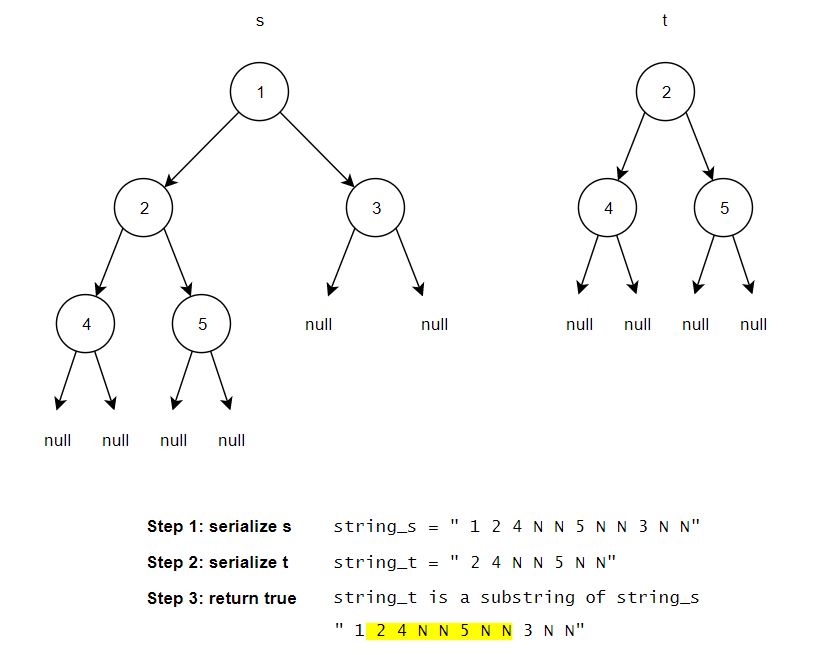 s t
1 2
2 3 4 5
4 5 null null null null null null
null null null null
Step 1: serialize s string_s = " 1 2 4 N N 5 N N 3 N N"
Step 2: serialize t string_t = " 2 4 N N 5 N N"
Step 3: return true string_t is a substring of string_s
" 1 2 4 N N 5 N N 3 N N"